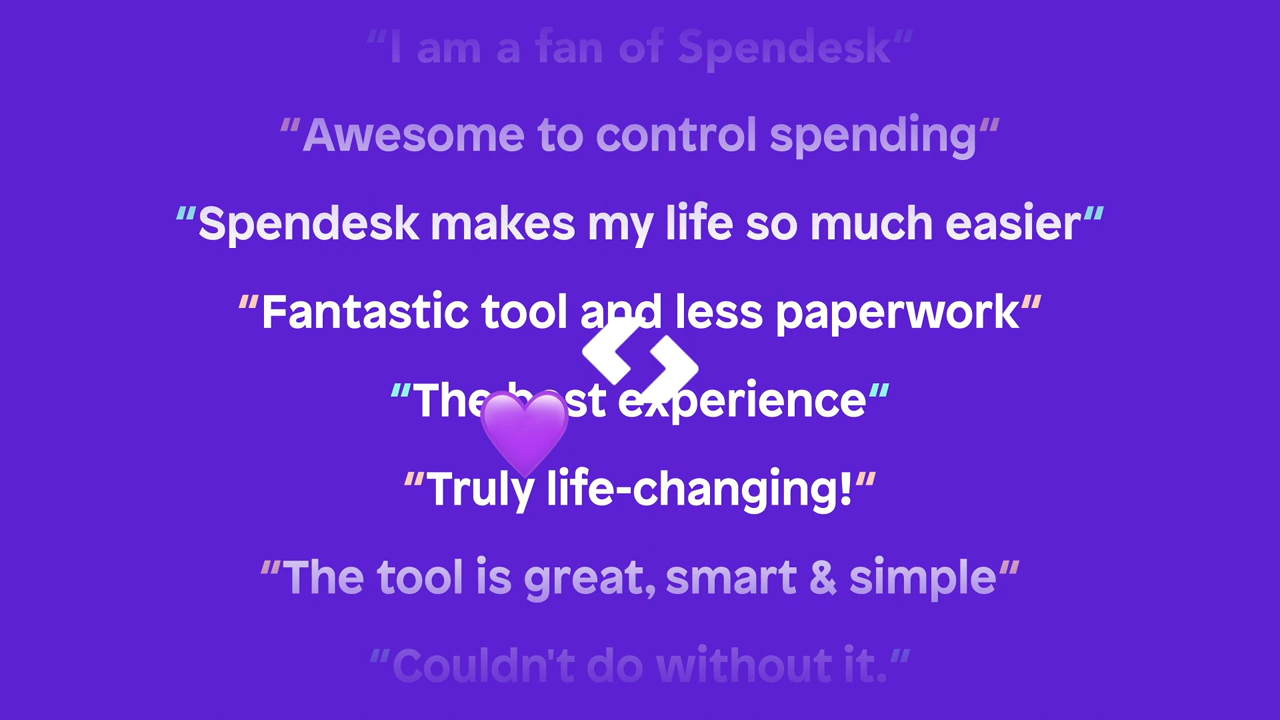 "I am a fan of Spendesk"
"Awesome to control spending"
"Spendesk makes my life so much easier"
"Fantastic tool and less paperwork"
"The best experience"
"Truly life-changing!"
"The tool is great, smart & simple"
"Couldn't do without it."